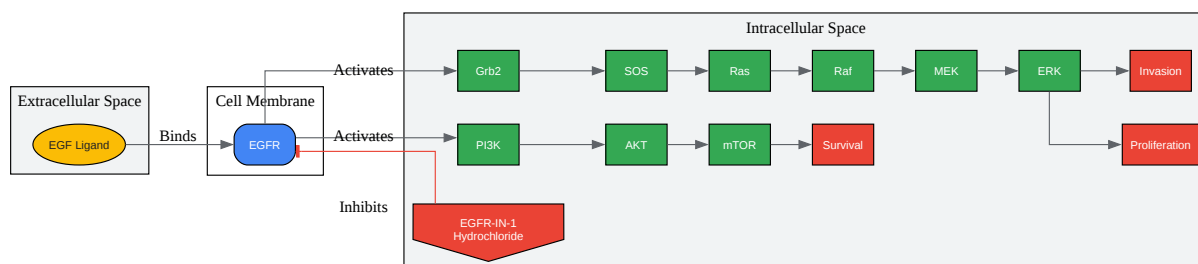 Intracellular Space
Activates
Grb2
SOS
Ras
Raf
MEK
ERK
Invasion
Extracellular Space
Cell Membrane
EGF Ligand
Binds
EGFR
Activates
PI3K
AKT
mTOR
Survival
Proliferation
Inhibits
EGFR-IN-1
Hydrochloride